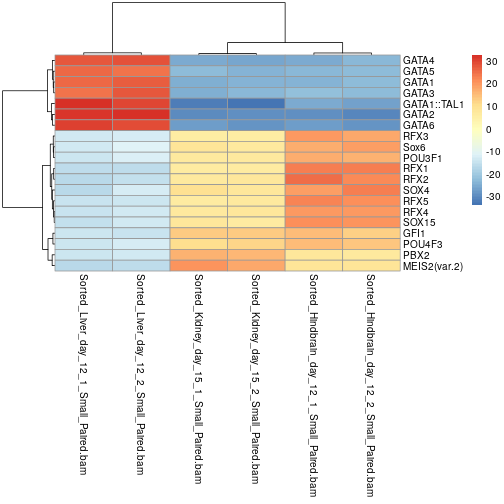 GATA4
GATA5
GATA1
GATA3
GATA1::TAL1
GATA2
GATA6
RFX3
Sox6
POU3F1
RFX1
RFX2
SOX4
RFX5
RFX4
SOX15
GFI1
POU4F3
PBX2
MEIS2(var.2)
30
20
10
0
-10
-20
-30
Sorted_Liver_day_12_1_Small_Paired.bam
Sorted_Liver_day_12_2_Small_Paired.bam
Sorted_Kidney_day_15_1_Small_Paired.bam
Sorted_Kidney_day_15_2_Small_Paired.bam
Sorted_Hindbrain_day_12_1_Small_Paired.bam
Sorted_Hindbrain_day_12_2_Small_Paired.bam